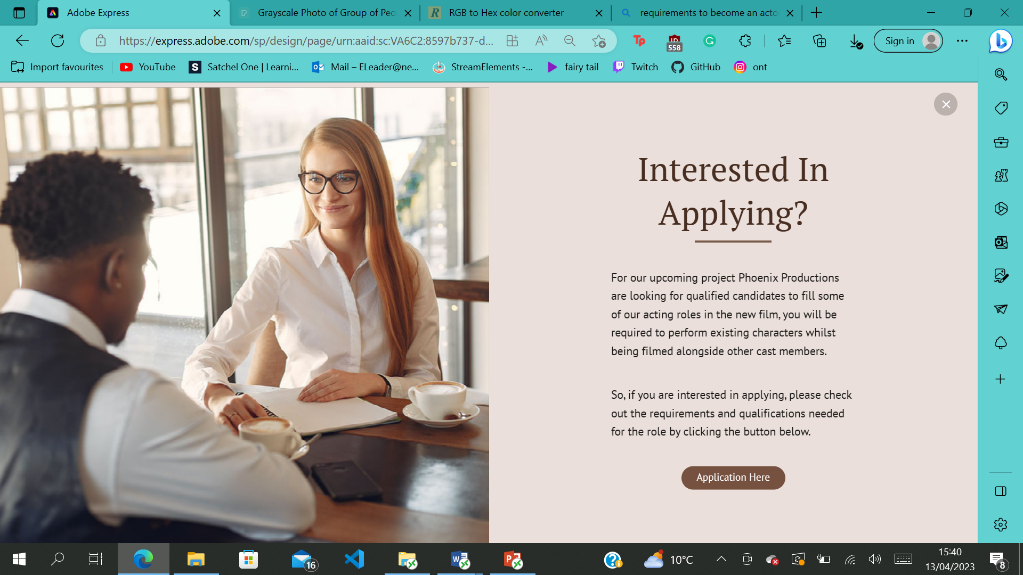 Adobe Express
Grayscale Photo of Group of Peo
RGB to Hex color converter
requirements to become an acto
https://express.adobe.com/sp/design/page/urn:aaid:sc:VA6C2:8597b737-d...
558
Sign in
Import favourites
YouTube
Satchel One | Learni...
Mail – ELeader@ne...
StreamElements -...
fairy tail
Twitch
GitHub
ont
Interested In
Applying?
For our upcoming project Phoenix Productions
are looking for qualified candidates to fill some
of our acting roles in the new film, you will be
required to perform existing characters whilst
being filmed alongside other cast members.
So, if you are interested in applying, please check
out the requirements and qualifications needed
for the role by clicking the button below.
Application Here
16
10°C
15:40
13/04/2023
8